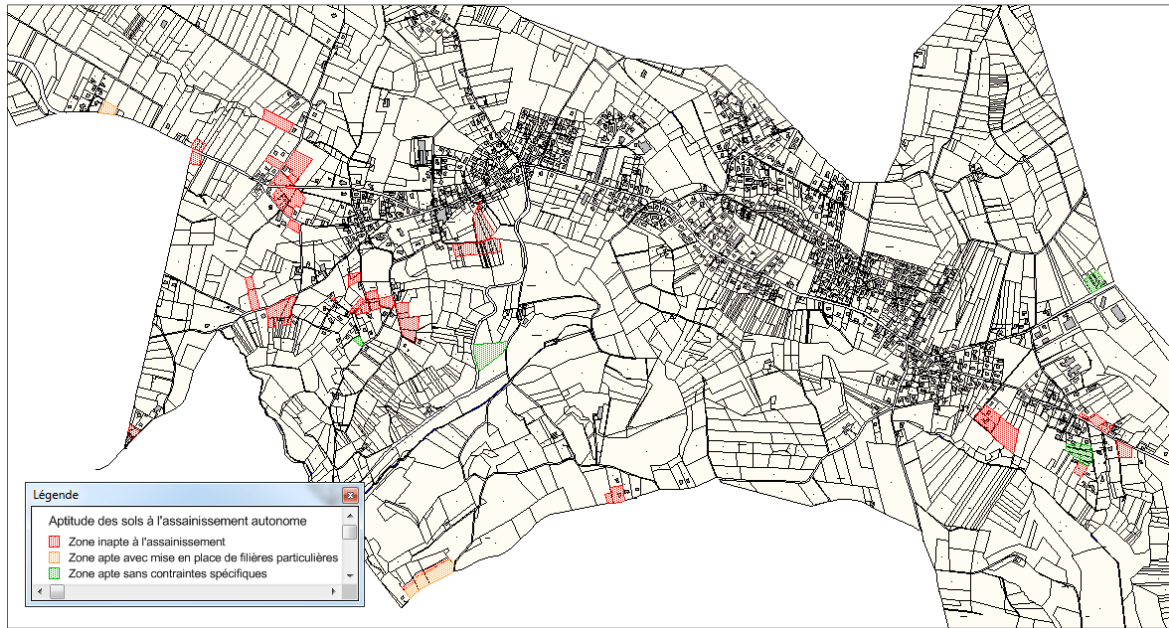 Légende
Aptitude des sols à l'assainissement autonome
Zone inapte à l'assainissement
Zone apte avec mise en place de filières particulières
Zone apte sans contraintes spécifiques